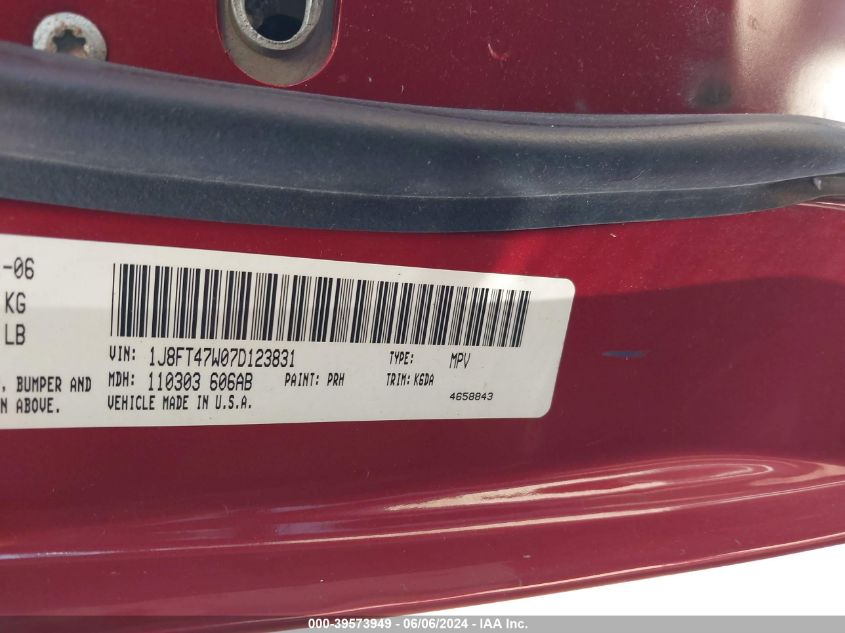 -06
KG
LB
VIN: 1J8FT47W07D123831 TYPE: MPV
, BUMPER AND MDH: 110303 606AB PAINT: PRH TRIM: K6DA
N ABOVE. VEHICLE MADE IN U.S.A. 4658843
000-39573949 - 06/06/2024 - IAA Inc.